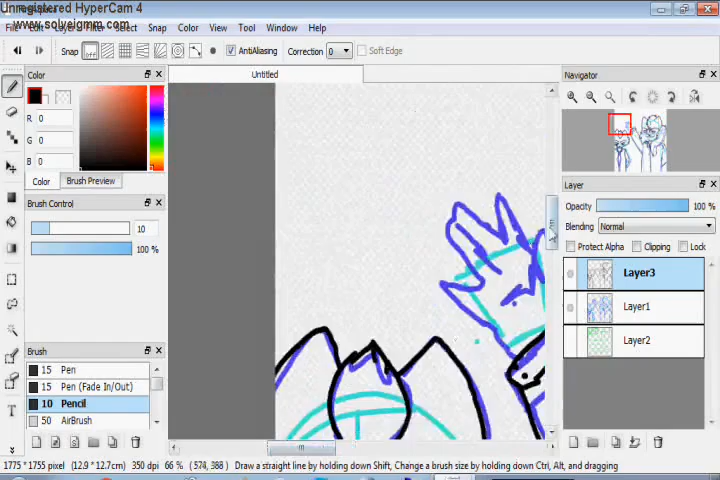 Unregistered HyperCam 4
www.solveigmm.com
File Edit Layer Filter Select Snap Color View Tool Window Help
Snap off AntiAliasing Correction 0 Soft Edge
Color
Untitled
Navigator
R 0
G 0
B 0
Color Brush Preview
Layer
Brush Control
Opacity 100 %
10
Blending Normal
100 %
Protect Alpha Clipping Lock
Layer3
Layer1
Layer2
Brush
15 Pen
15 Pen (Fade In/Out)
10 Pencil
50 AirBrush
1775 * 1755 pixel (12.9 * 12.7cm) 350 dpi 66 % (574, 388) Draw a straight line by holding down Shift, Change a brush size by holding down Ctrl, Alt, and dragging